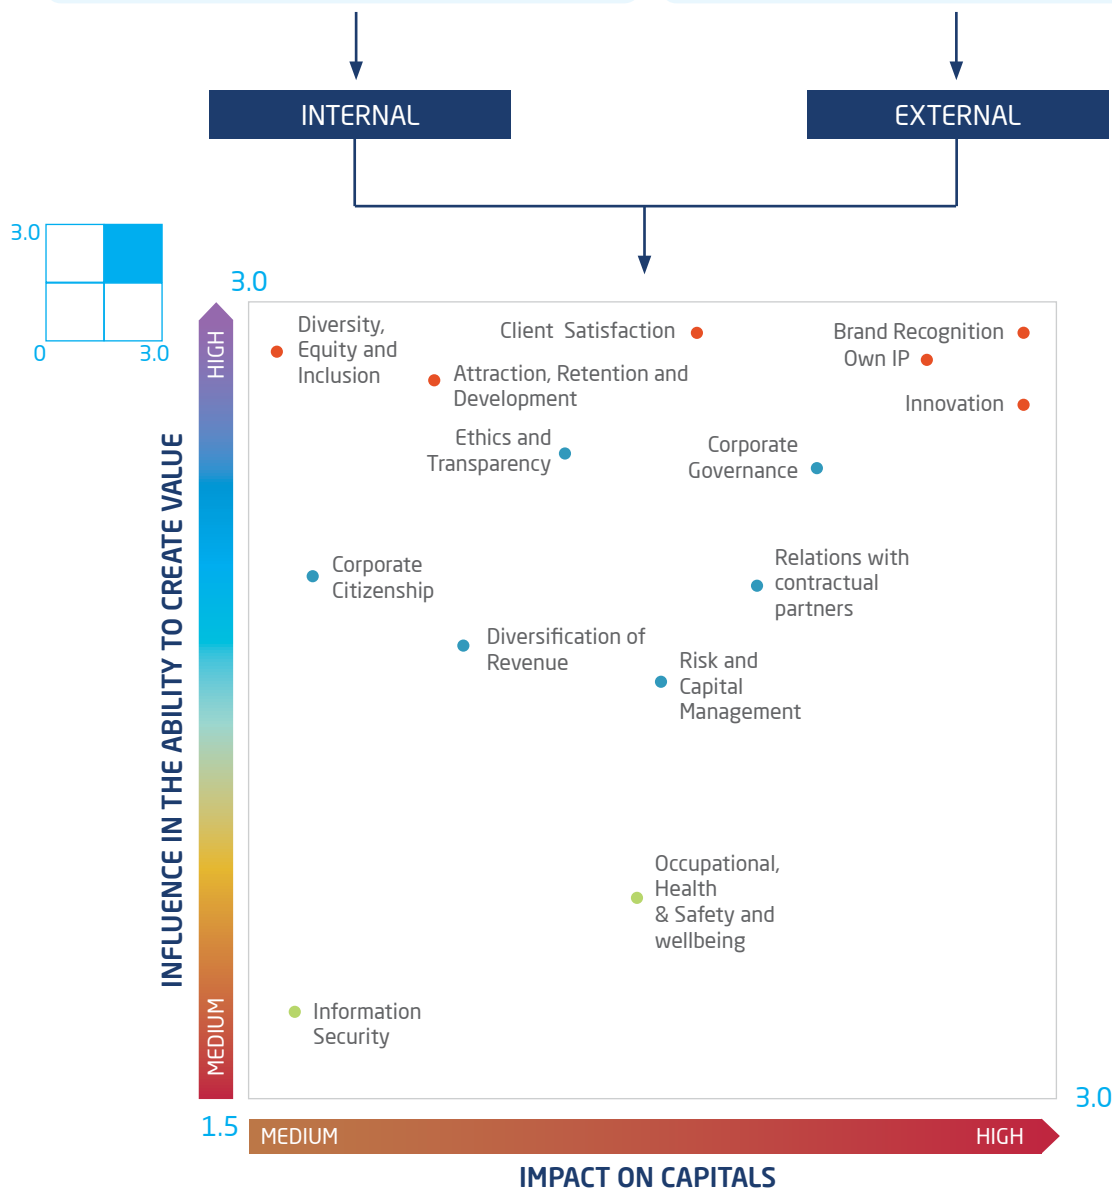 INTERNAL
EXTERNAL
3.0
0
3.0
3.0
HIGH
MEDIUM
INFLUENCE IN THE ABILITY TO CREATE VALUE
Diversity,
Equity and
Inclusion
Client Satisfaction
Brand Recognition
Own IP
Attraction, Retention and
Development
Innovation
Ethics and
Transparency
Corporate
Governance
Corporate
Citizenship
Relations with
contractual
partners
Diversification of
Revenue
Risk and
Capital
Management
Occupational,
Health
& Safety and
wellbeing
Information
Security
1.5
3.0
MEDIUM
HIGH
IMPACT ON CAPITALS